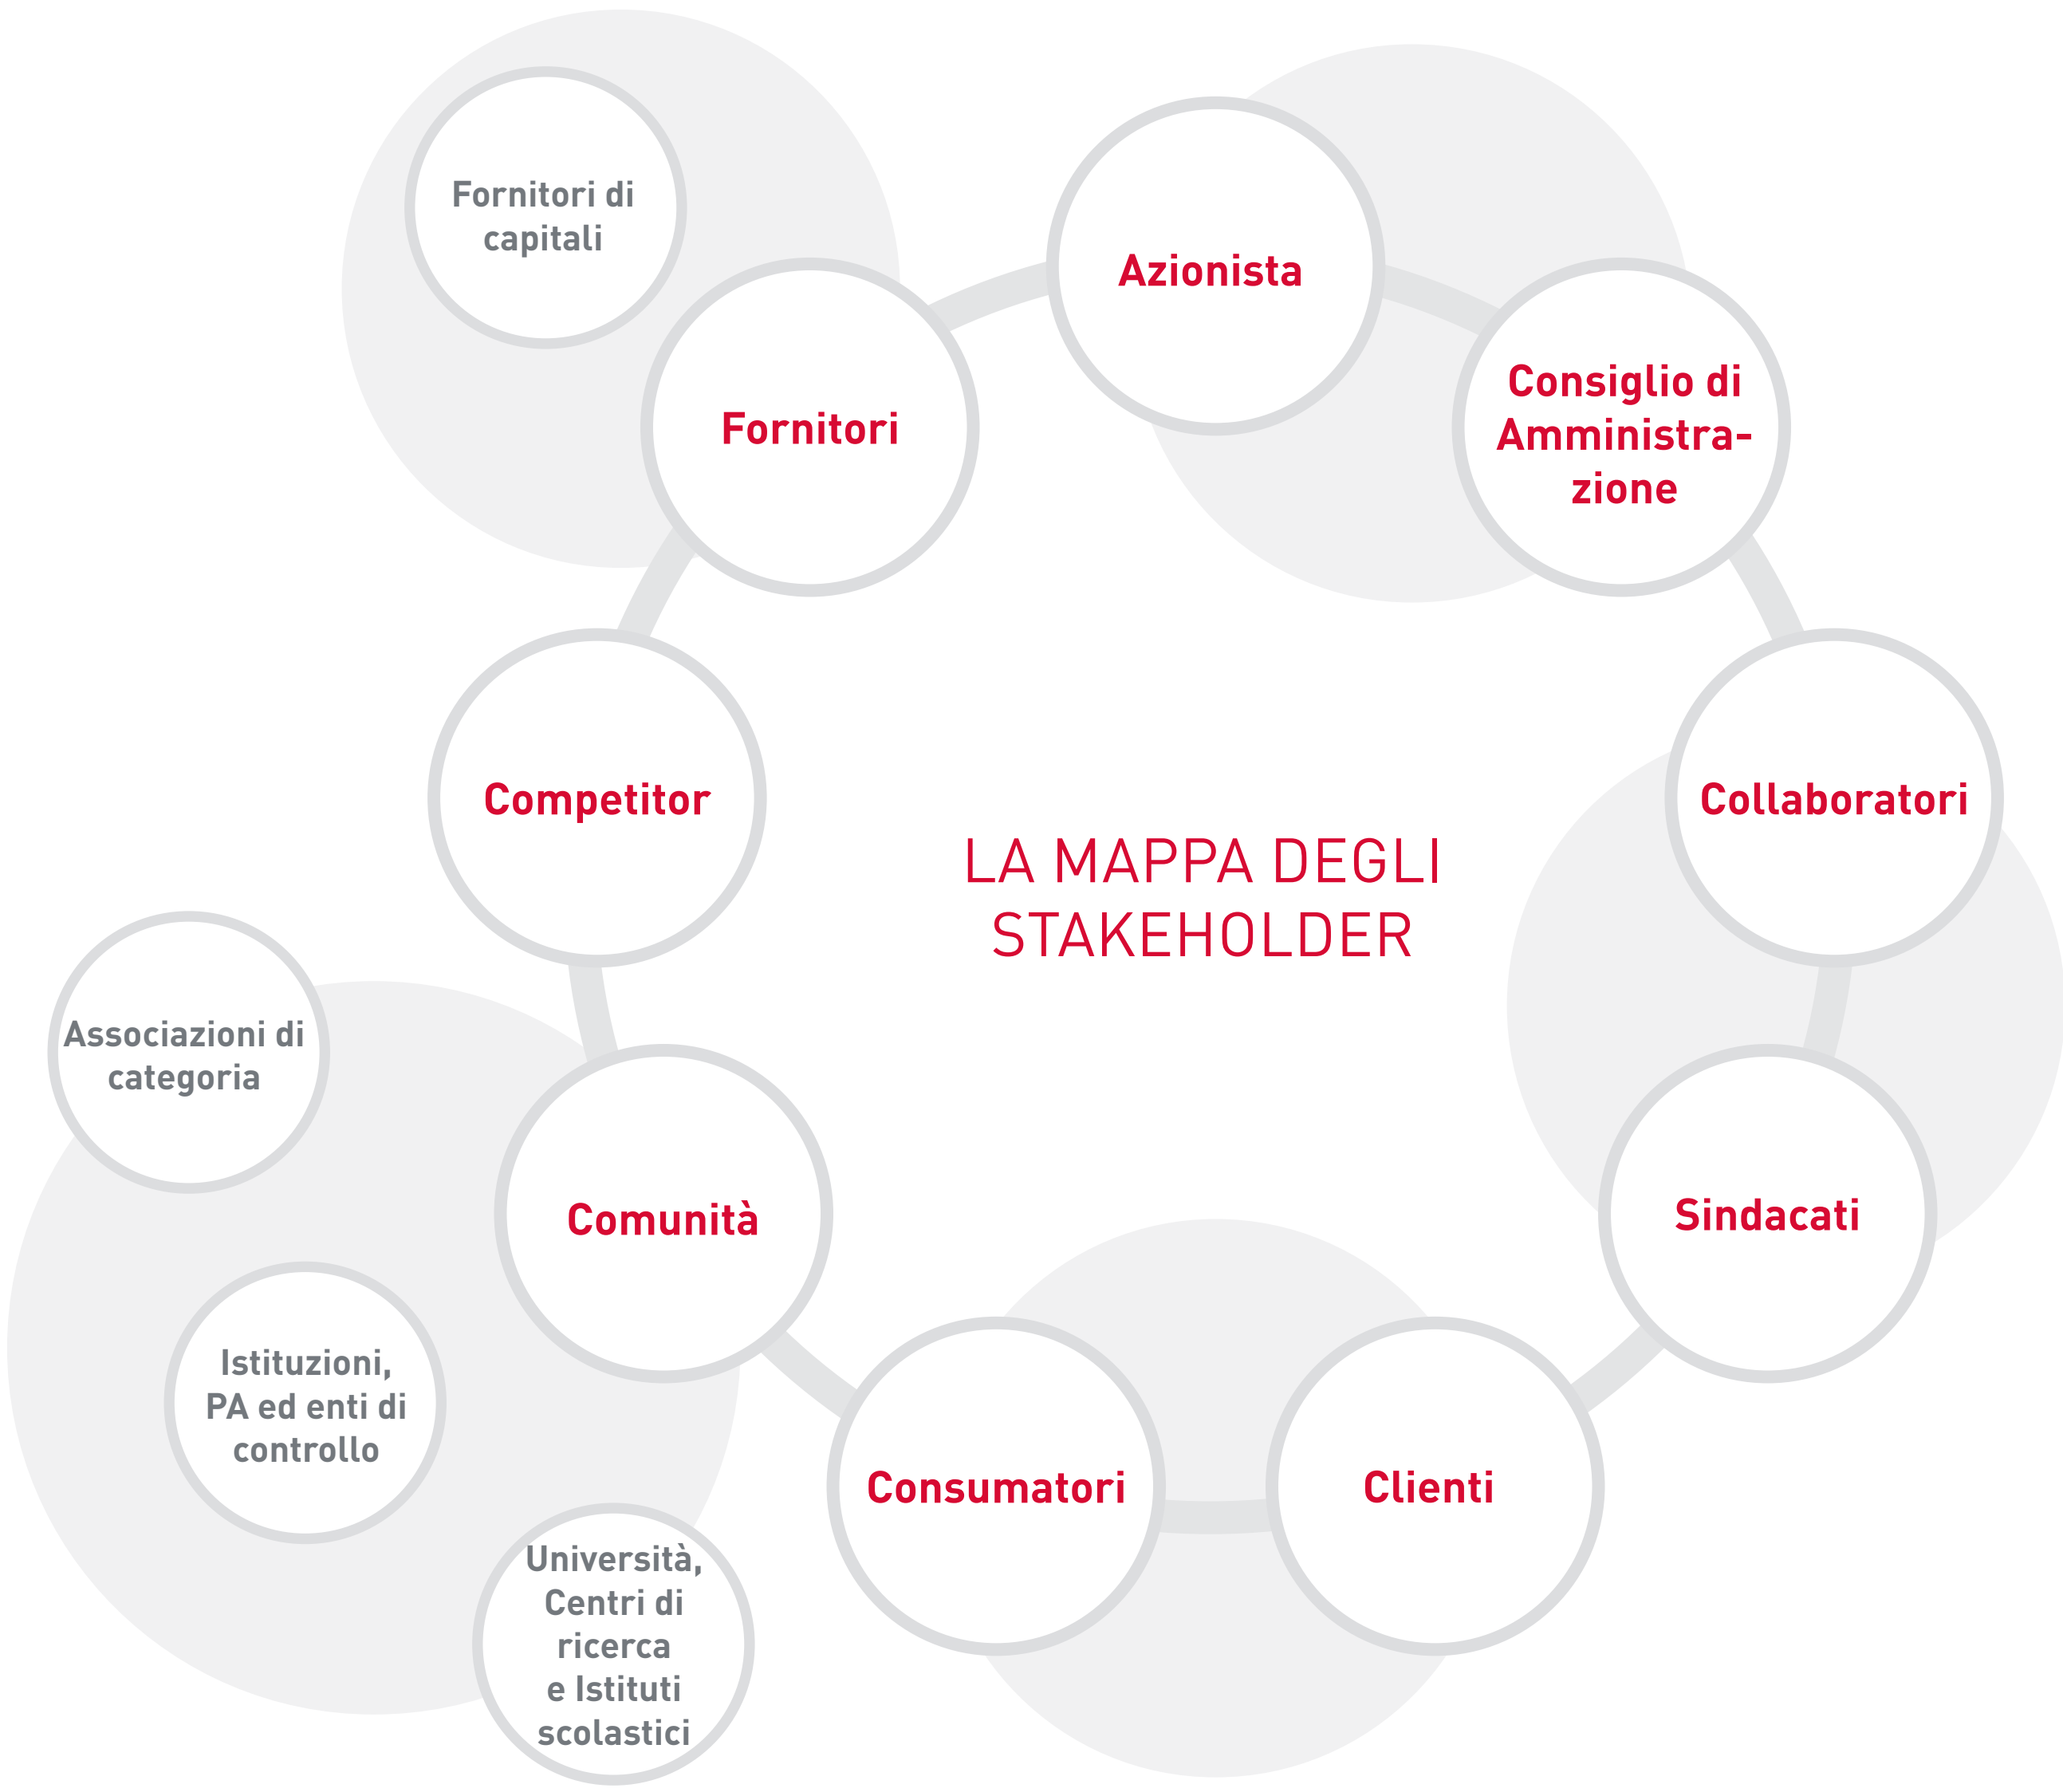 Fornitori di
capitali
Azionista
Consiglio di
Amministra-
zione
Fornitori
Competitor
Collaboratori
LA MAPPA DEGLI
STAKEHOLDER
Associazioni di
categoria
Comunità
Sindacati
Istituzioni,
PA ed enti di
controllo
Consumatori
Clienti
Università,
Centri di
ricerca
e Istituti
scolastici